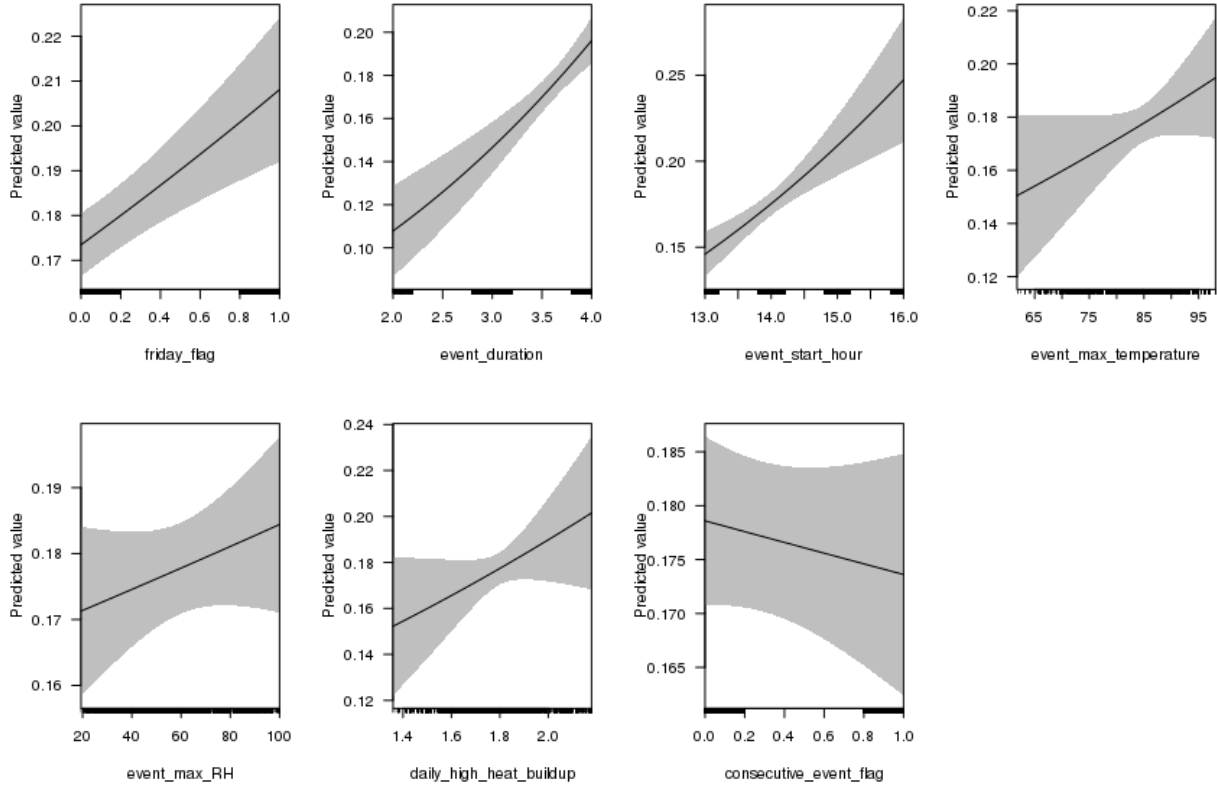 0.22
0.21
0.20
0.19
0.18
0.17
Predicted value
0.0 0.2 0.4 0.6 0.8 1.0
friday_flag
0.20
0.18
0.16
0.14
0.12
0.10
Predicted value
2.0 2.5 3.0 3.5 4.0
event_duration
0.25
0.20
0.15
Predicted value
13.0 14.0 15.0 16.0
event_start_hour
0.22
0.20
0.18
0.16
0.14
0.12
Predicted value
65 75 85 95
event_max_temperature
0.19
0.18
0.17
0.16
Predicted value
20 40 60 80 100
event_max_RH
0.24
0.22
0.20
0.18
0.16
0.14
0.12
Predicted value
1.4 1.6 1.8 2.0
daily_high_heat_buildup
0.185
0.180
0.175
0.170
0.165
Predicted value
0.0 0.2 0.4 0.6 0.8 1.0
consecutive_event_flag